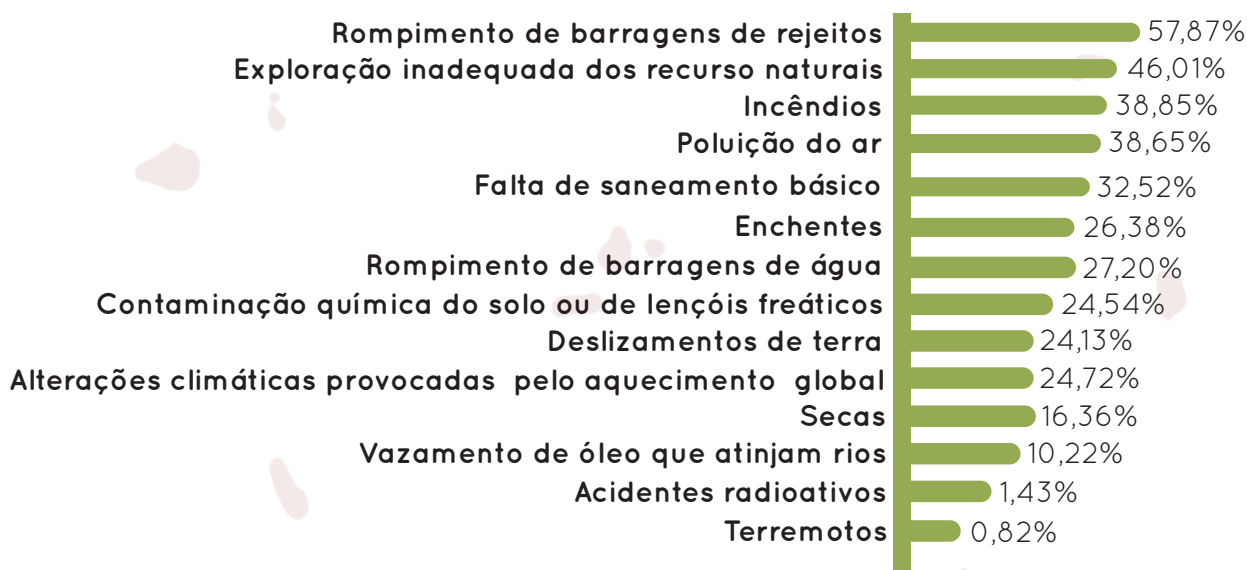 Rompimento de barragens de rejeitos 57,87%
Exploração inadequada dos recurso naturais 46,01%
Incêndios 38,85%
Poluição do ar 38,65%
Falta de saneamento básico 32,52%
Enchentes 26,38%
Rompimento de barragens de água 27,20%
Contaminação química do solo ou de lençóis freáticos 24,54%
Deslizamentos de terra 24,13%
Alterações climáticas provocadas pelo aquecimento global 24,72%
Secas 16,36%
Vazamento de óleo que atinjam rios 10,22%
Acidentes radioativos 1,43%
Terremotos 0,82%